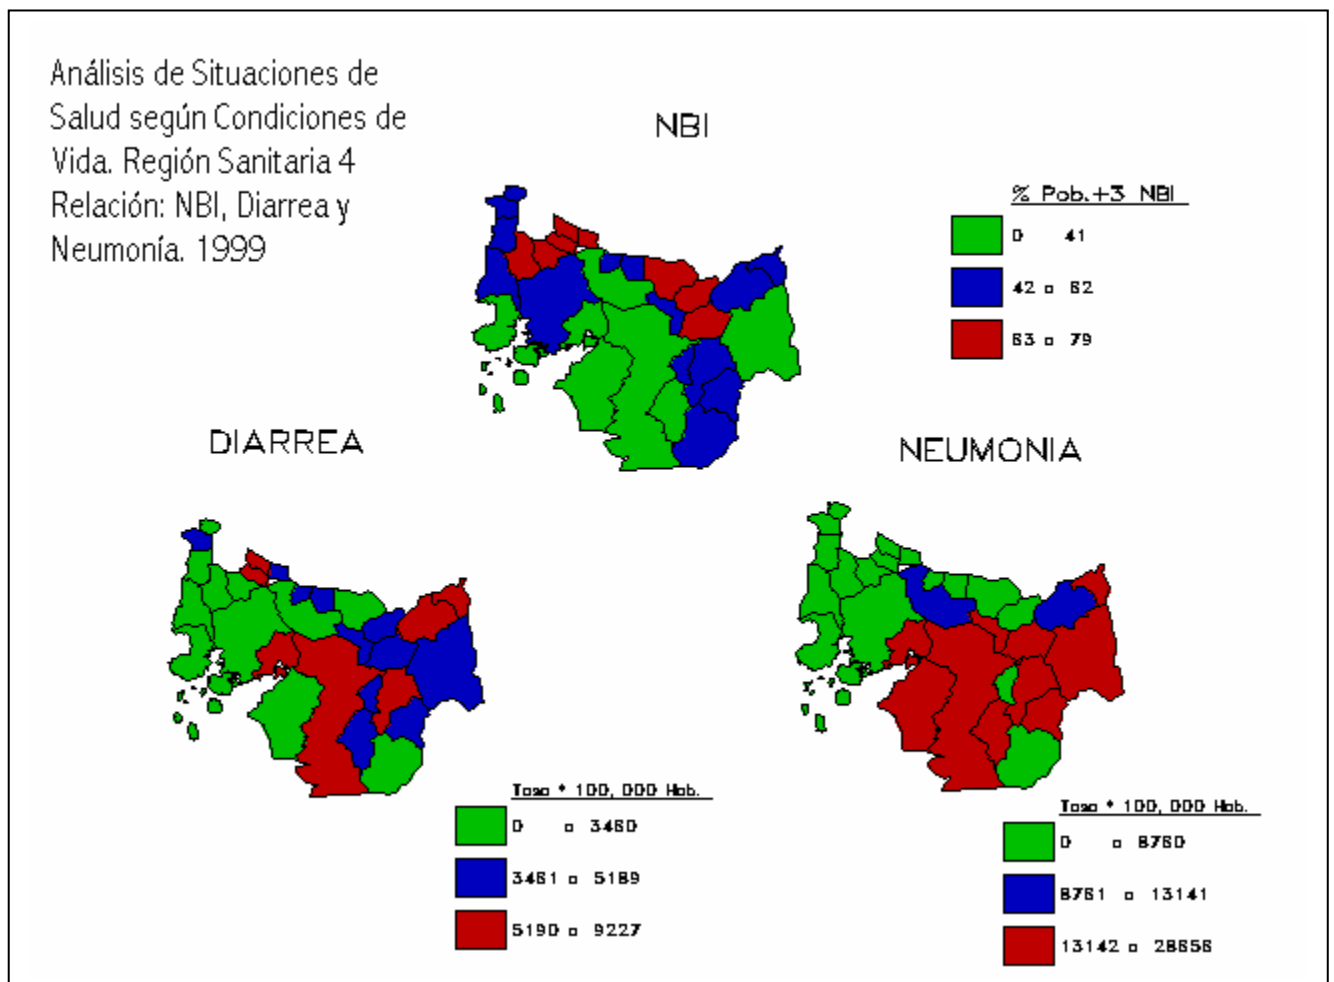 Análisis de Situaciones de
Salud según Condiciones de
Vida. Región Sanitaria 4
Relación: NBI, Diarrea y
Neumonía. 1999
NBI
% Pob.+3 NBI
0 41
42 a 62
63 a 79
DIARREA
Tasa * 100, 000 Hab.
0 a 3460
3461 a 5189
5190 a 9227
NEUMONIA
Tasa * 100, 000 Hab.
0 a 8760
8761 a 13141
13142 a 28656